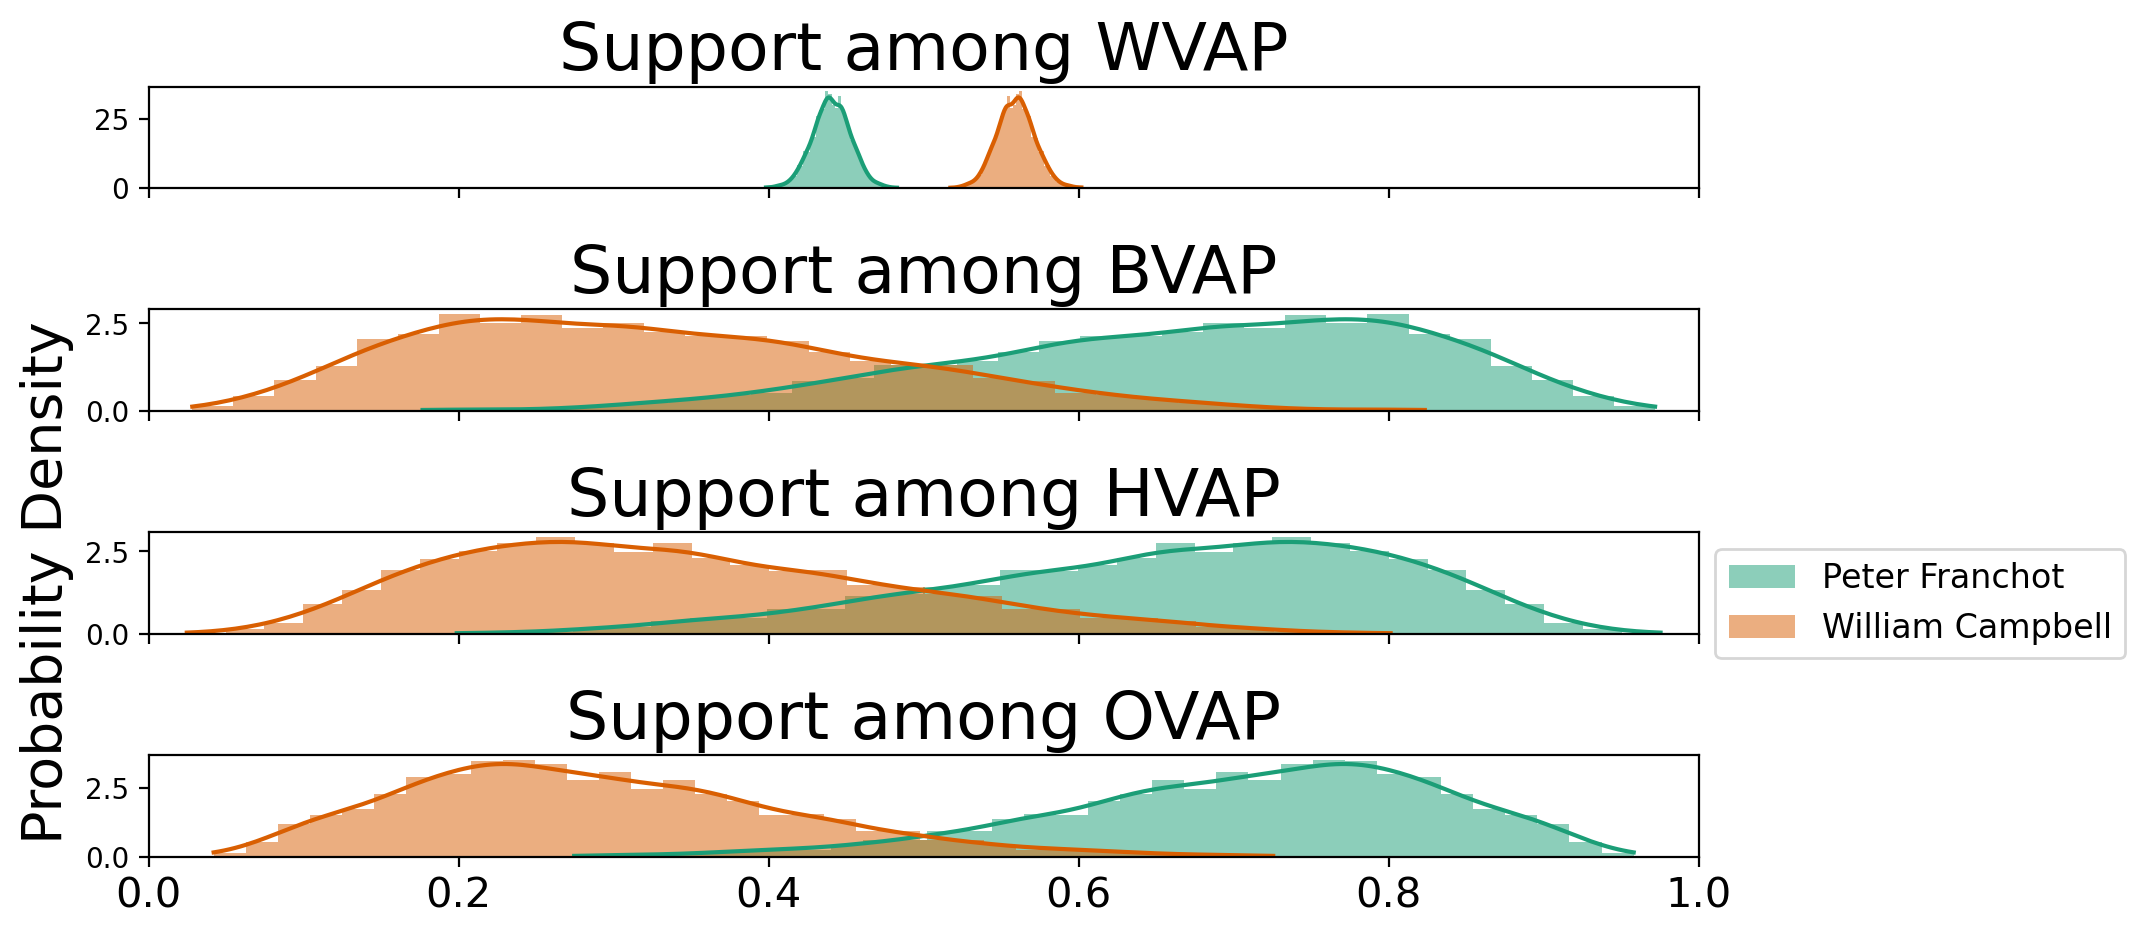 Support among WVAP
25
0
Support among BVAP
2.5
0.0
Support among HVAP
2.5
0.0
Support among OVAP
2.5
0.0
0.0 0.2 0.4 0.6 0.8 1.0
Probability Density
Peter Franchot
William Campbell